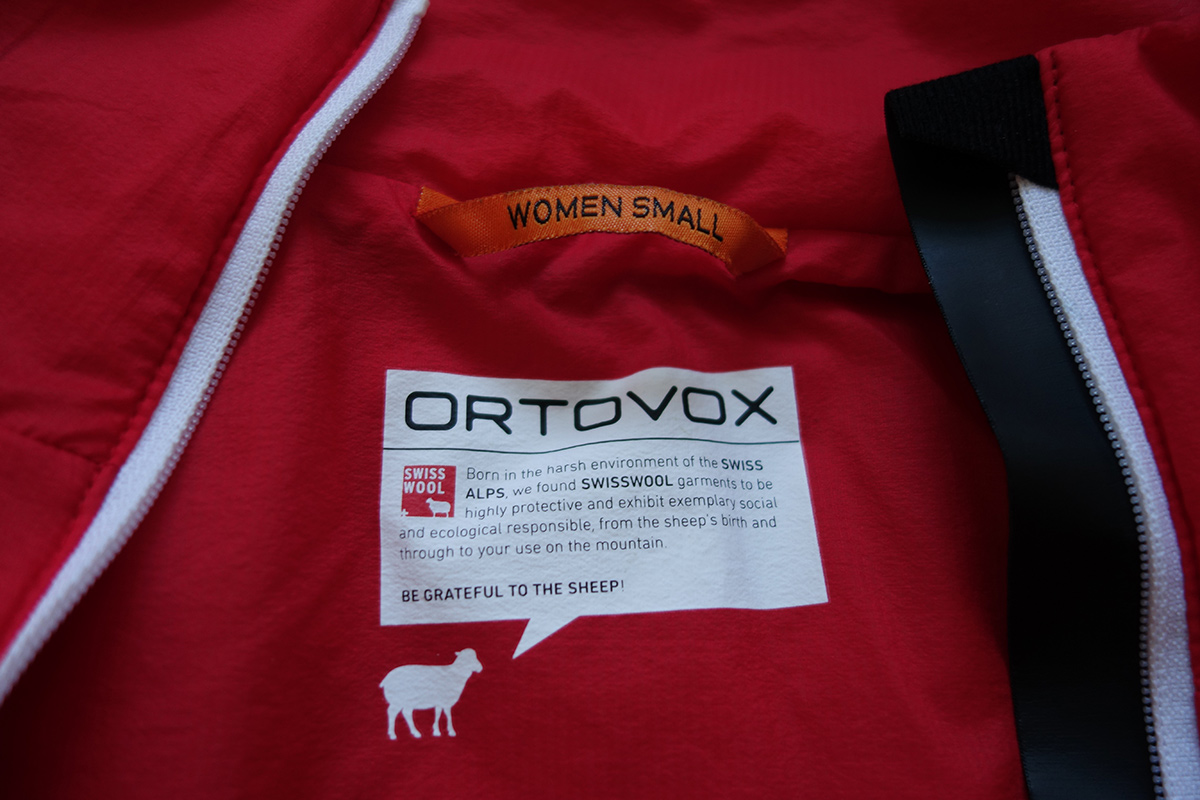 WOMEN SMALL
ORTOVOX
SWISS
WOOL
Born in the harsh environment of the SWISS
ALPS, we found SWISSWOOL garments to be
highly protective and exhibit exemplary social
and ecological responsible, from the sheep's birth and
through to your use on the mountain.
BE GRATEFUL TO THE SHEEP!